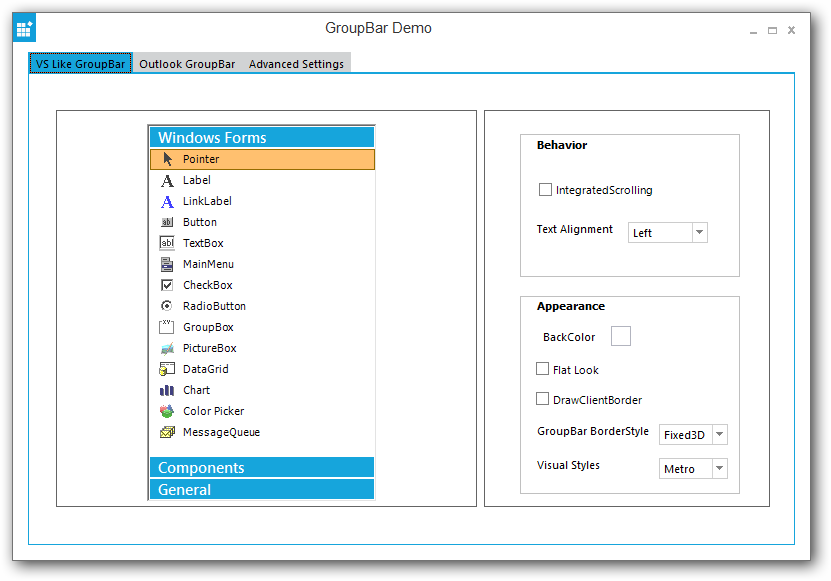 GroupBar Demo
VS Like GroupBar
Outlook GroupBar
Advanced Settings
Windows Forms
Pointer
Label
LinkLabel
Button
TextBox
MainMenu
CheckBox
RadioButton
GroupBox
PictureBox
DataGrid
Chart
Color Picker
MessageQueue
Components
General
Behavior
IntegratedScrolling
Text Alignment
Left
Appearance
BackColor
Flat Look
DrawClientBorder
GroupBar BorderStyle
Fixed3D
Visual Styles
Metro